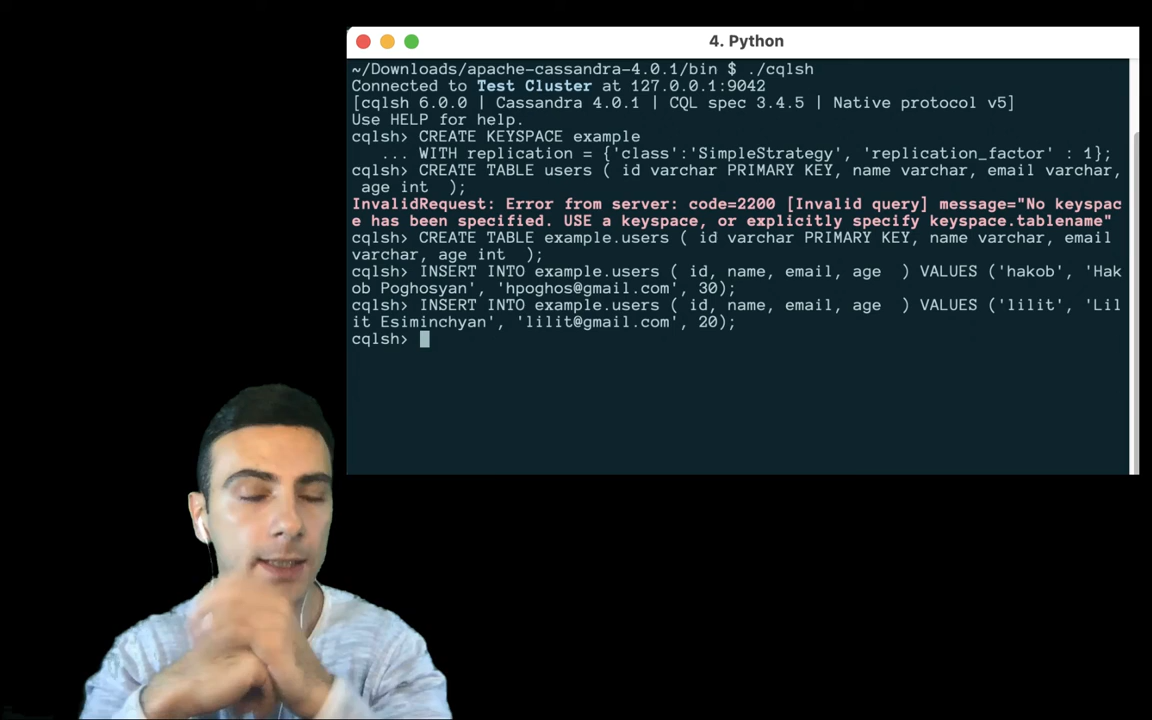 4. Python
~/Downloads/apache-cassandra-4.0.1/bin $ ./cqlsh
Connected to Test Cluster at 127.0.0.1:9042
[cqlsh 6.0.0 | Cassandra 4.0.1 | CQL spec 3.4.5 | Native protocol v5]
Use HELP for help.
cqlsh> CREATE KEYSPACE example
   ... WITH replication = {'class':'SimpleStrategy', 'replication_factor' : 1};
cqlsh> CREATE TABLE users ( id varchar PRIMARY KEY, name varchar, email varchar,
 age int  );
InvalidRequest: Error from server: code=2200 [Invalid query] message="No keyspac
e has been specified. USE a keyspace, or explicitly specify keyspace.tablename"
cqlsh> CREATE TABLE example.users ( id varchar PRIMARY KEY, name varchar, email
varchar, age int  );
cqlsh> INSERT INTO example.users ( id, name, email, age  ) VALUES ('hakob', 'Hak
ob Poghosyan', 'hpoghos@gmail.com', 30);
cqlsh> INSERT INTO example.users ( id, name, email, age  ) VALUES ('lilit', 'Lil
it Esiminchyan', 'lilit@gmail.com', 20);
cqlsh>